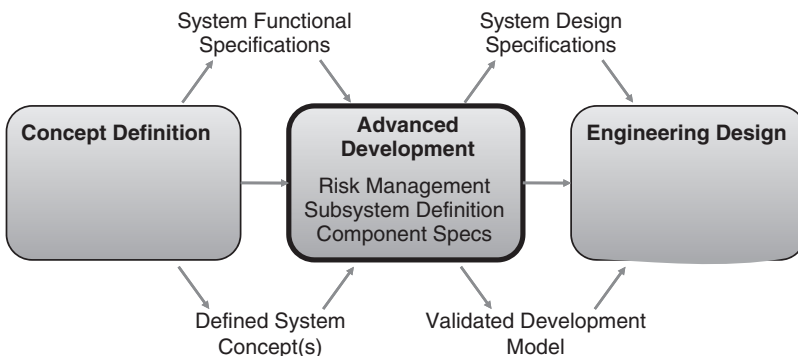 System Functional
Specifications
System Design
Specifications
Concept Definition
Advanced
Development
Risk Management
Subsystem Definition
Component Specs
Engineering Design
Defined System
Concept(s)
Validated Development
Model